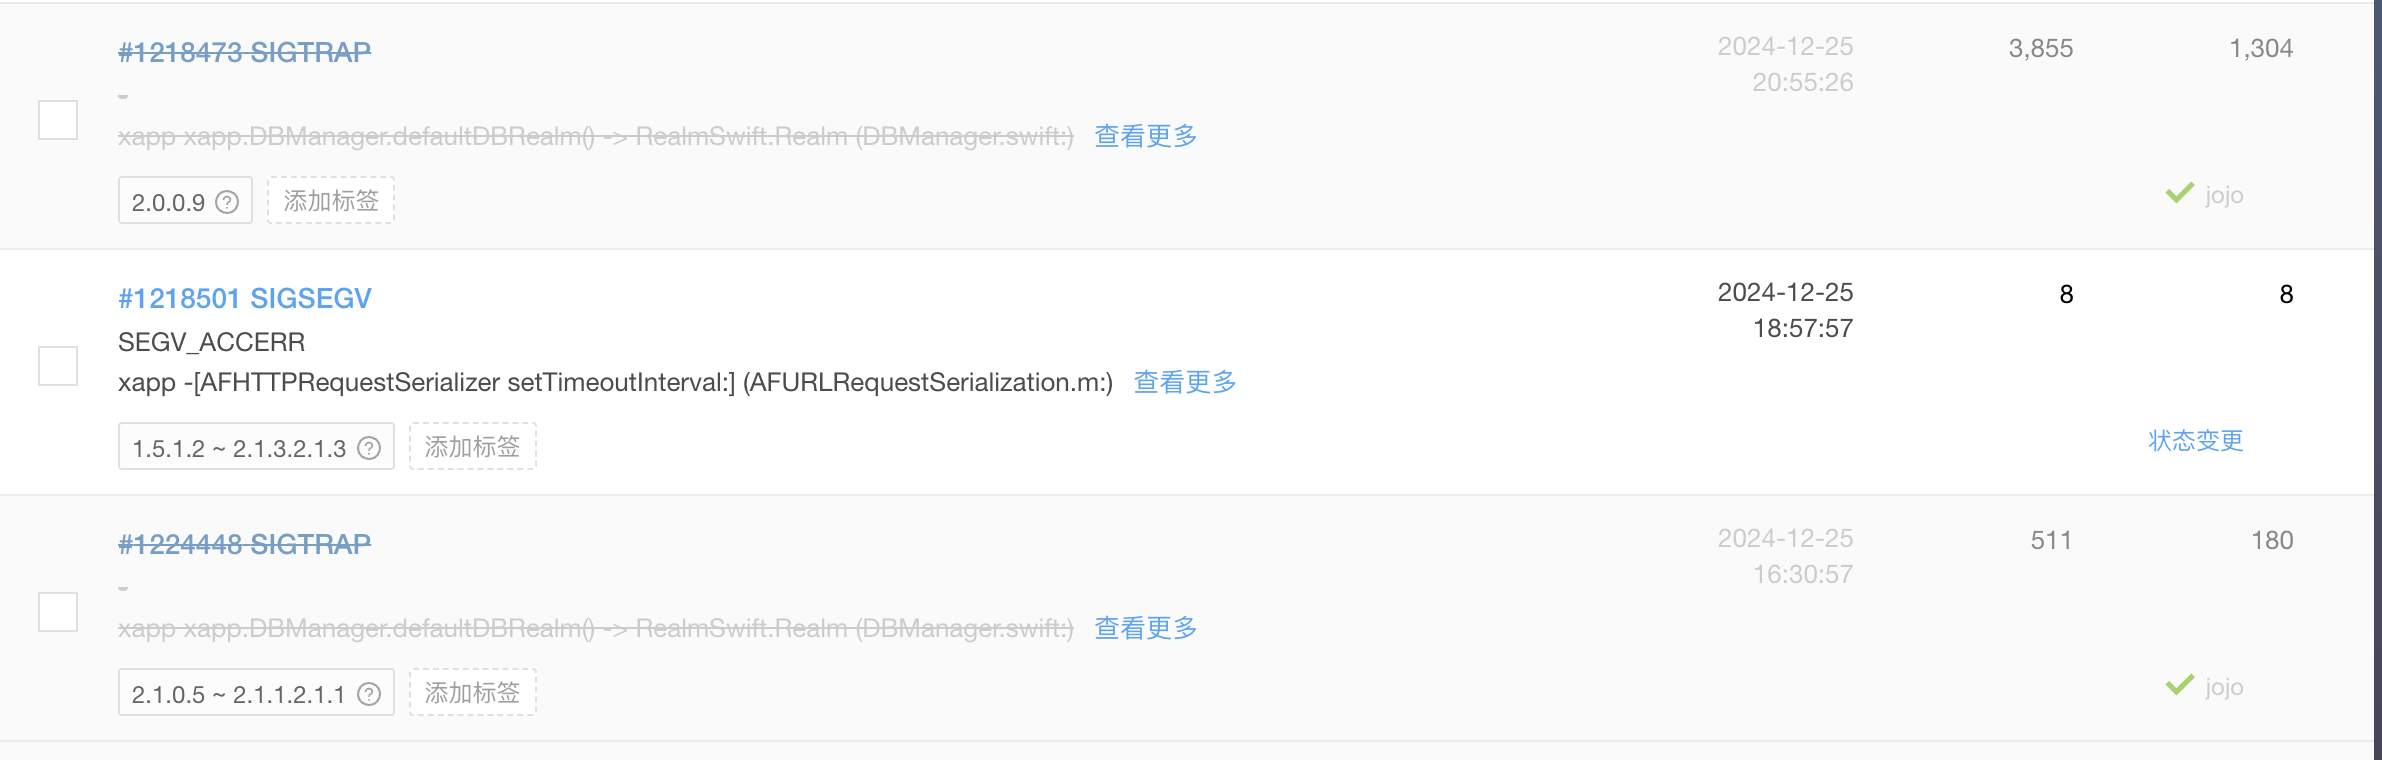 #1218473 SIGTRAP
2024-12-25
20:55:26
3,855
1,304
-
xapp xapp.DBManager.defaultDBRealm() -> RealmSwift.Realm (DBManager.swift:) 查看更多
2.0.0.9 ?
添加标签
jojo
#1218501 SIGSEGV
2024-12-25
18:57:57
8
8
SEGV_ACCERR
xapp -[AFHTTPRequestSerializer setTimeoutInterval:] (AFURLRequestSerialization.m:) 查看更多
1.5.1.2 ~ 2.1.3.2.1.3 ?
添加标签
状态变更
#1224448 SIGTRAP
2024-12-25
16:30:57
511
180
-
xapp xapp.DBManager.defaultDBRealm() -> RealmSwift.Realm (DBManager.swift:) 查看更多
2.1.0.5 ~ 2.1.1.2.1.1 ?
添加标签
jojo